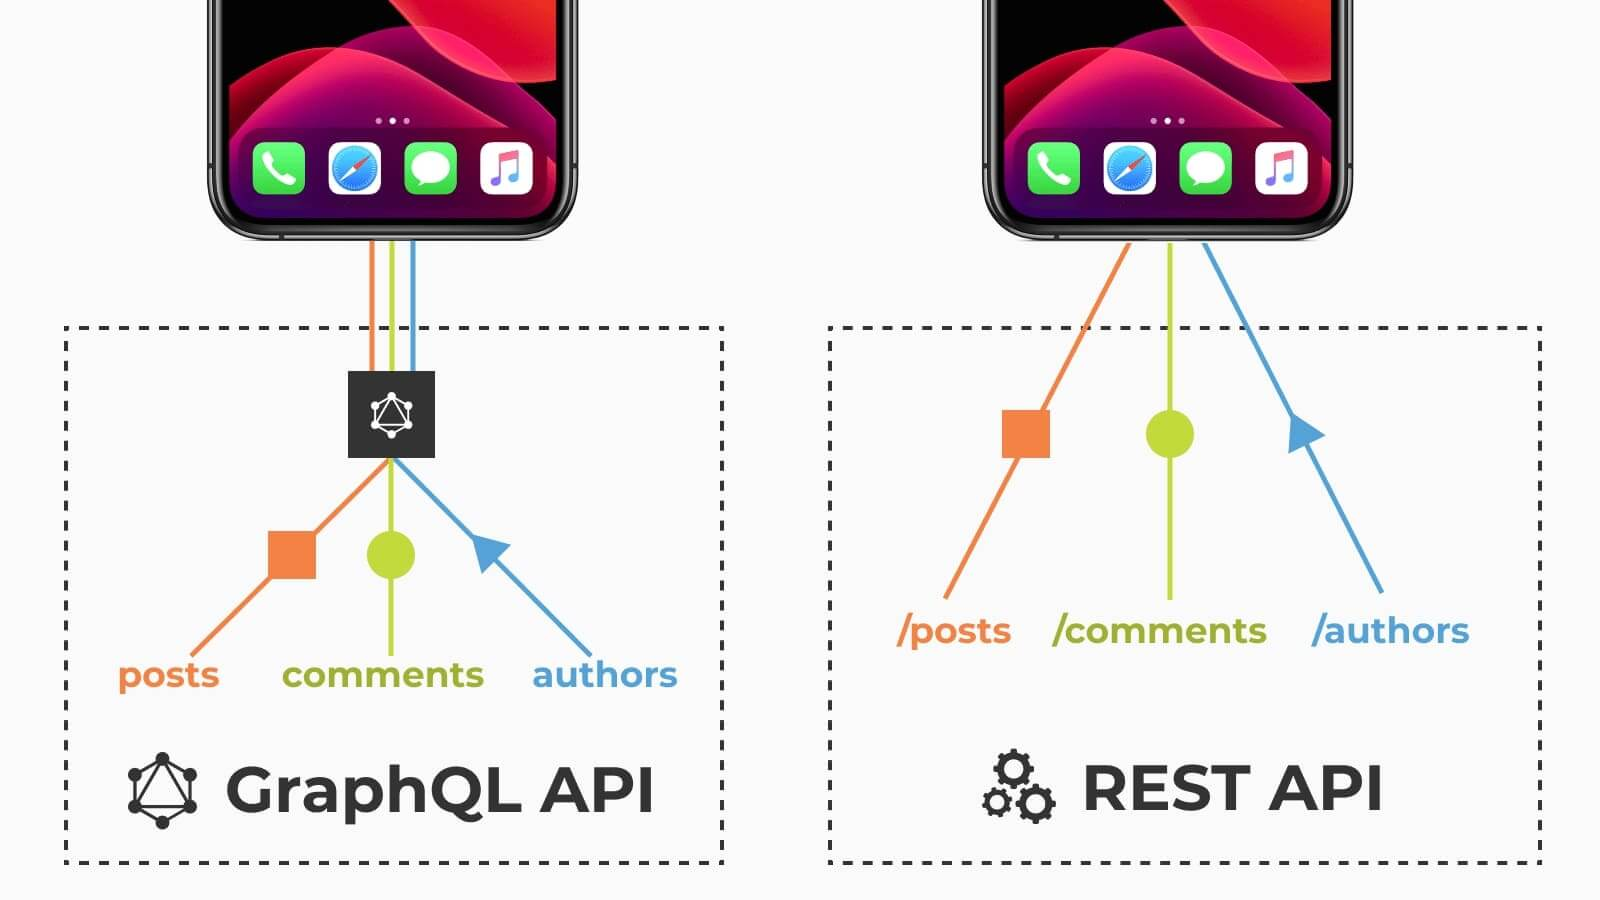 posts
comments
authors
GraphQL API
/posts
/comments
/authors
REST API